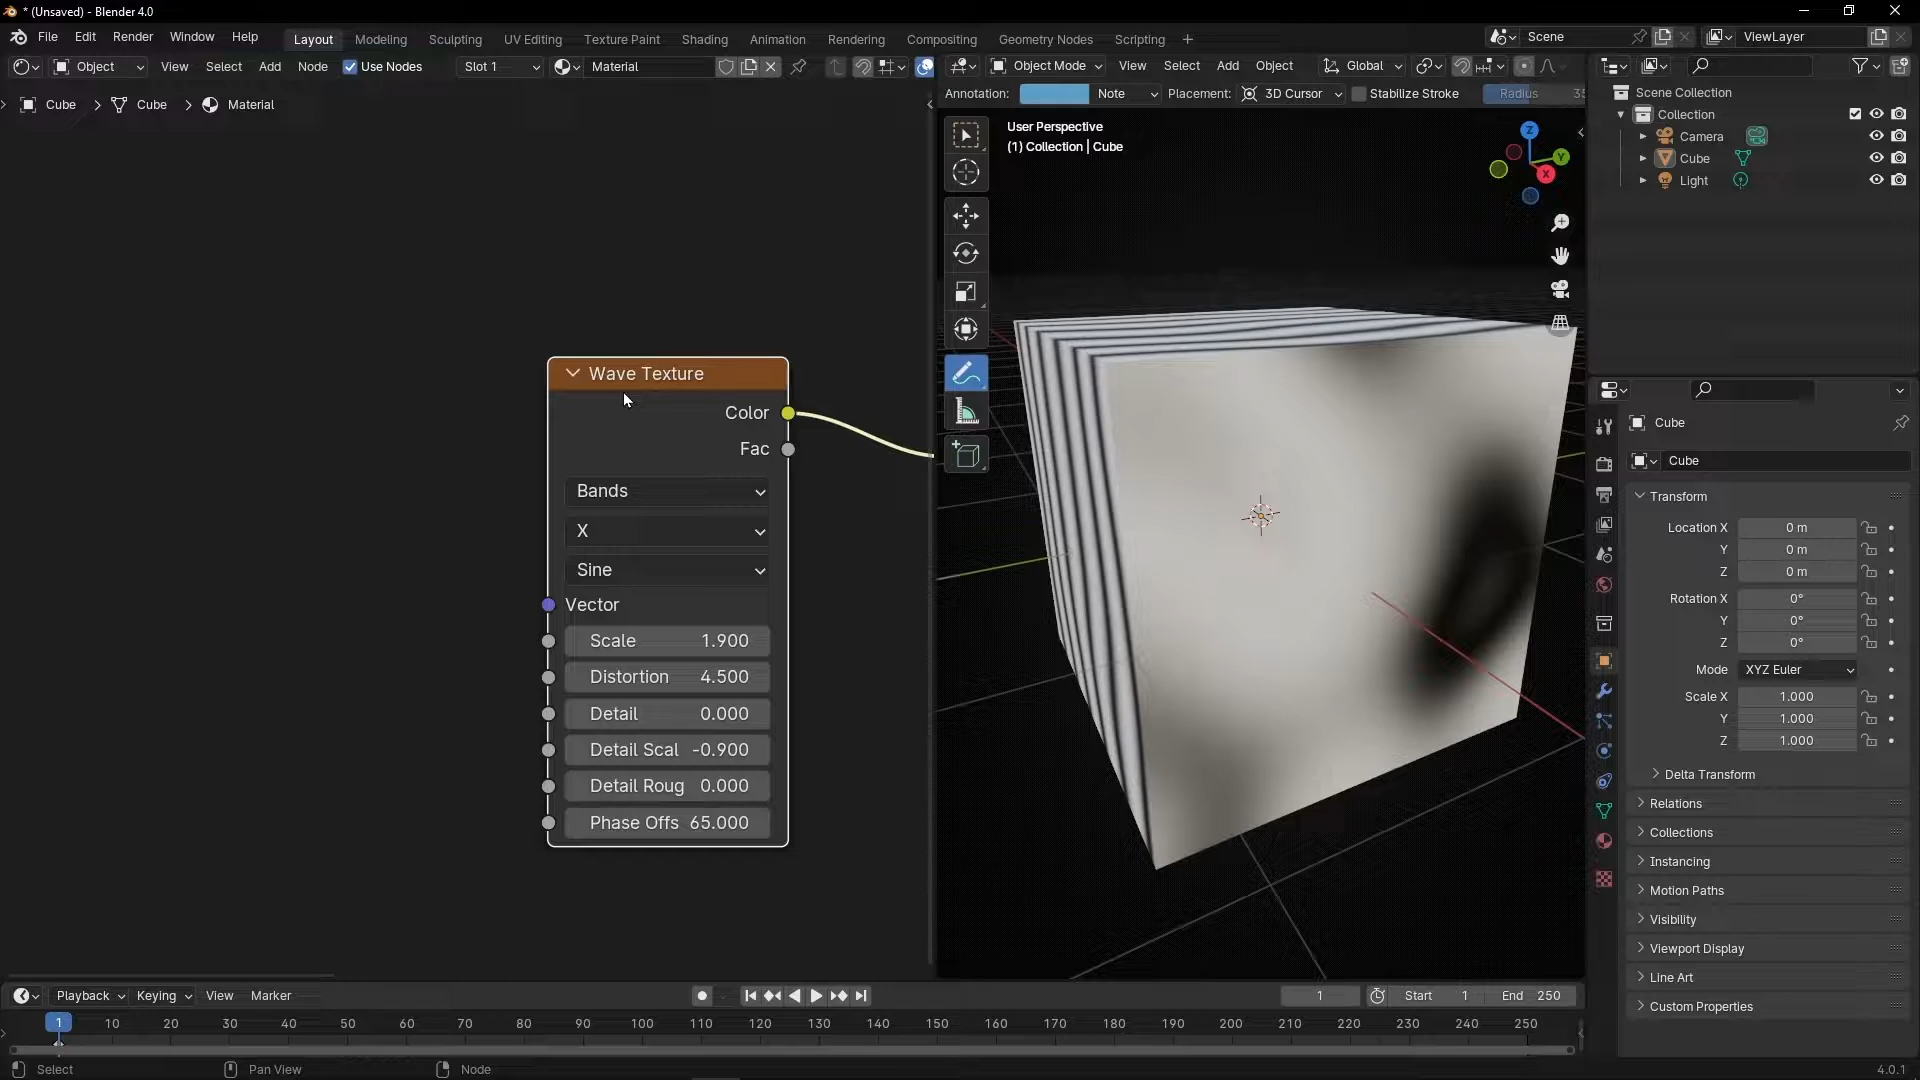 * (Unsaved) - Blender 4.0
File Edit Render Window Help Layout Modeling Sculpting UV Editing Texture Paint Shading Animation Rendering Compositing Geometry Nodes Scripting + Scene ViewLayer
Object View Select Add Node Use Nodes Slot 1 Material Object Mode View Select Add Object Global
Annotation: Note Placement: 3D Cursor Stabilize Stroke Radius
Cube > Cube > Material
User Perspective
(1) Collection | Cube
Z
Y
X
Scene Collection
Collection
Camera
Cube
Light
Wave Texture
Color
Fac
Bands
X
Sine
Vector
Scale 1.900
Distortion 4.500
Detail 0.000
Detail Scal -0.900
Detail Roug 0.000
Phase Offs 65.000
Cube
Cube
Transform
Location X 0 m
Y 0 m
Z 0 m
Rotation X 0°
Y 0°
Z 0°
Mode XYZ Euler
Scale X 1.000
Y 1.000
Z 1.000
Delta Transform
Relations
Collections
Instancing
Motion Paths
Visibility
Viewport Display
Line Art
Custom Properties
Playback Keying View Marker 1 Start 1 End 250
1 10 20 30 40 50 60 70 80 90 100 110 120 130 140 150 160 170 180 190 200 210 220 230 240 250
Select Pan View Node 4.0.1